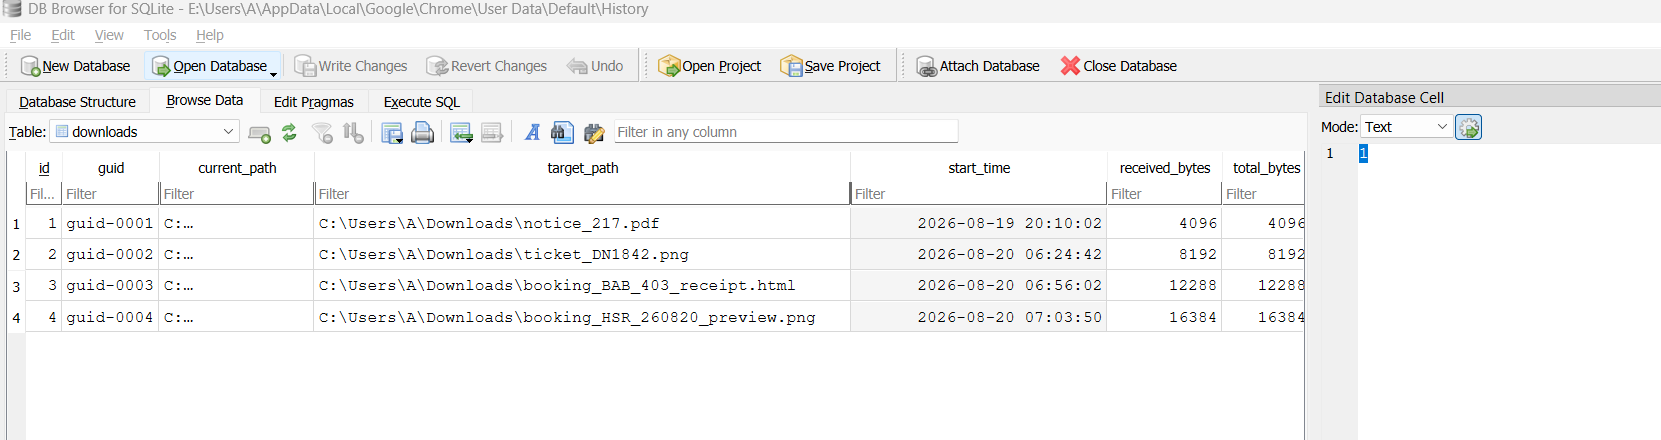 DB Browser for SQLite - E:\Users\A\AppData\Local\Google\Chrome\User Data\Default\History
File Edit View Tools Help
New Database Open Database Write Changes Revert Changes Undo Open Project Save Project Attach Database Close Database
Database Structure Browse Data Edit Pragmas Execute SQL
Table: downloads Filter in any column
id guid current_path target_path start_time received_bytes total_bytes
Fil... Filter Filter Filter Filter Filter Filter
1 1 guid-0001 C:… C:\Users\A\Downloads\notice_217.pdf 2026-08-19 20:10:02 4096 4096
2 2 guid-0002 C:… C:\Users\A\Downloads\ticket_DN1842.png 2026-08-20 06:24:42 8192 8192
3 3 guid-0003 C:… C:\Users\A\Downloads\booking_BAB_403_receipt.html 2026-08-20 06:56:02 12288 12288
4 4 guid-0004 C:… C:\Users\A\Downloads\booking_HSR_260820_preview.png 2026-08-20 07:03:50 16384 16384
Edit Database Cell
Mode: Text
1 1